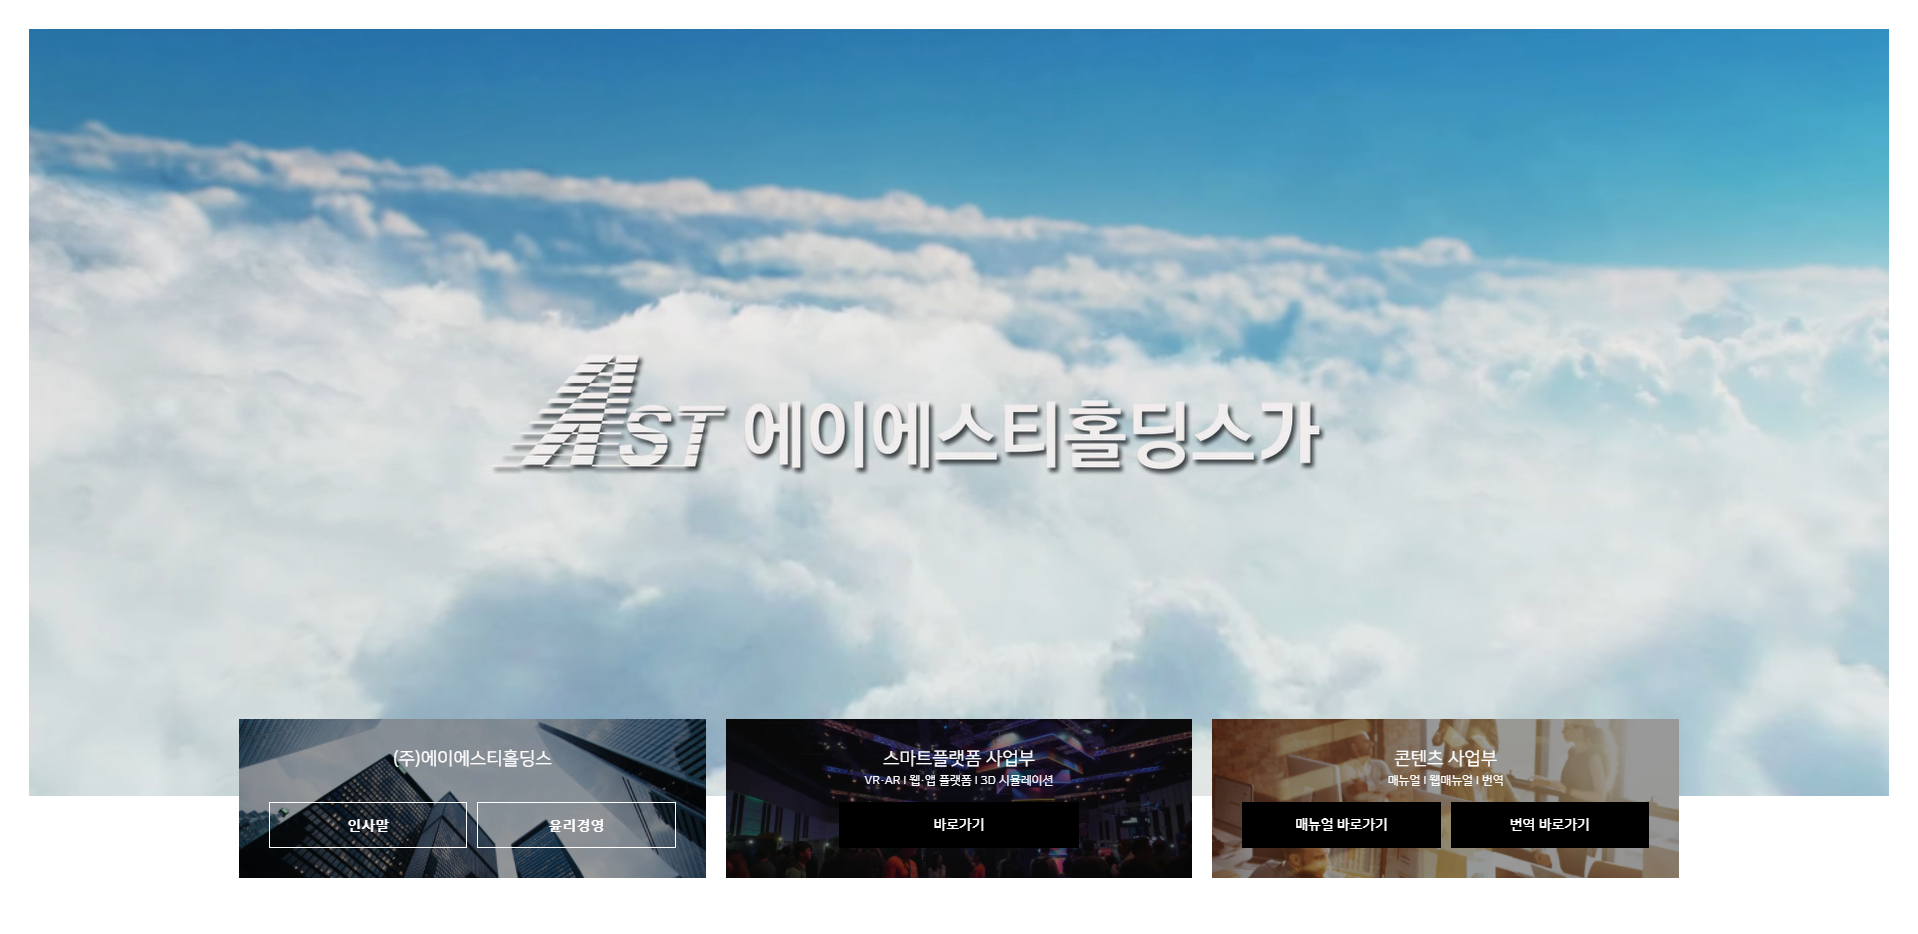 AST 에이에스티홀딩스가
(주)에이에스티홀딩스
인사말
윤리경영
스마트플랫폼 사업부
VR·AR I 웹·앱 플랫폼 I 3D 시뮬레이션
바로가기
콘텐츠 사업부
매뉴얼 I 웹매뉴얼 I 번역
매뉴얼 바로가기
번역 바로가기